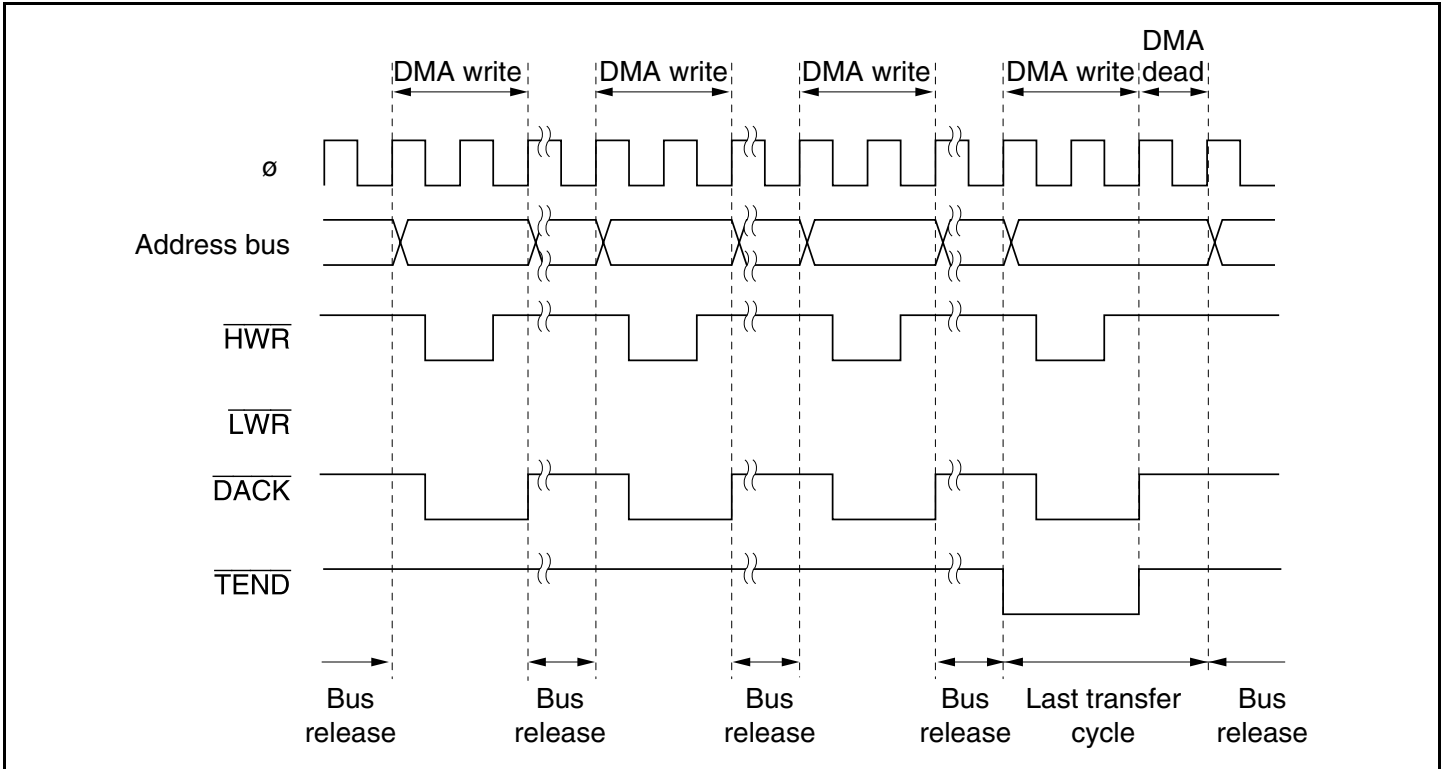 DMA
DMA write DMA write DMA write DMA write dead
ø
Address bus
HWR
LWR
DACK
TEND
Bus Bus Bus Bus Last transfer Bus
release release release release cycle release